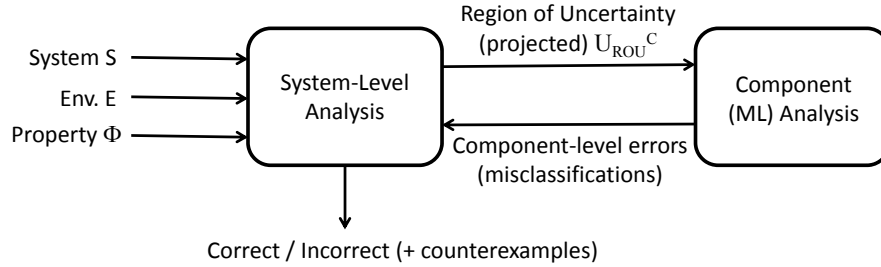 Region of Uncertainty
(projected) U_ROU^C
System S
Env. E
Property Φ
System-Level
Analysis
Component
(ML) Analysis
Component-level errors
(misclassifications)
Correct / Incorrect (+ counterexamples)